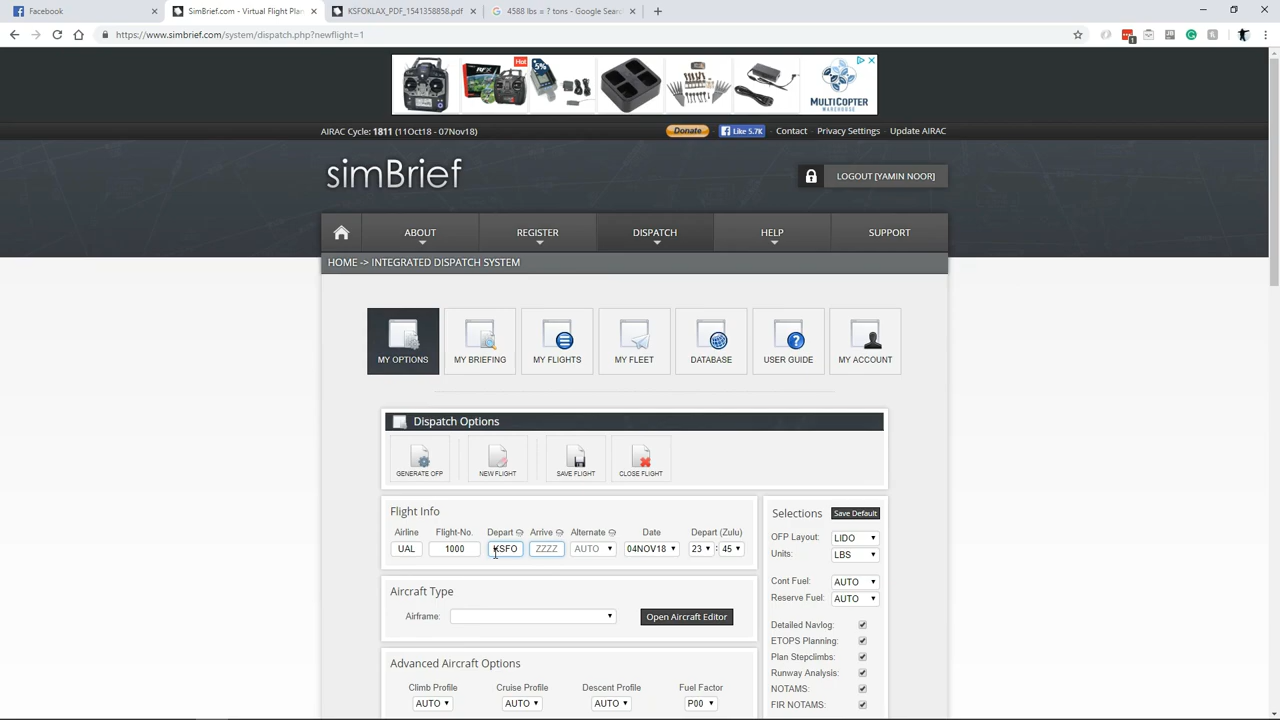 Facebook
SimBrief.com - Virtual Flight Pla
KSFOKLAX_PDF_1541358858.pdf
4588 lbs = ? tons - Google Sear
https://www.simbrief.com/system/dispatch.php?newflight=1
Hot
5%
MULTICOPTER
WAREHOUSE
AIRAC Cycle: 1811 (11Oct18 - 07Nov18)
Donate
Like 5.7K
Contact
Privacy Settings
Update AIRAC
simBrief
LOGOUT [YAMIN NOOR]
ABOUT
REGISTER
DISPATCH
HELP
SUPPORT
HOME -> INTEGRATED DISPATCH SYSTEM
MY OPTIONS
MY BRIEFING
MY FLIGHTS
MY FLEET
DATABASE
USER GUIDE
MY ACCOUNT
Dispatch Options
GENERATE OFP
NEW FLIGHT
SAVE FLIGHT
CLOSE FLIGHT
Flight Info
Airline Flight-No. Depart Arrive Alternate Date Depart (Zulu)
UAL 1000 KSFO ZZZZ AUTO 04NOV18 23 : 45
Aircraft Type
Airframe:
Open Aircraft Editor
Advanced Aircraft Options
Climb Profile Cruise Profile Descent Profile Fuel Factor
AUTO AUTO AUTO P00
Selections
Save Default
OFP Layout: LIDO
Units: LBS
Cont Fuel: AUTO
Reserve Fuel: AUTO
Detailed Navlog:
ETOPS Planning:
Plan Stepclimbs:
Runway Analysis:
NOTAMS:
FIR NOTAMS: